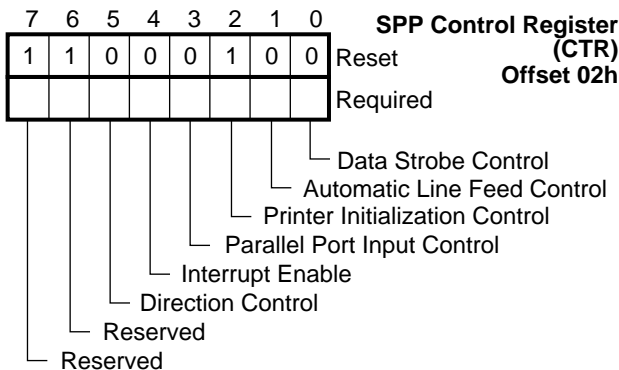 7 6 5 4 3 2 1 0
SPP Control Register
(CTR)
Offset 02h
1 1 0 0 0 1 0 0 Reset
Required
Data Strobe Control
Automatic Line Feed Control
Printer Initialization Control
Parallel Port Input Control
Interrupt Enable
Direction Control
Reserved
Reserved